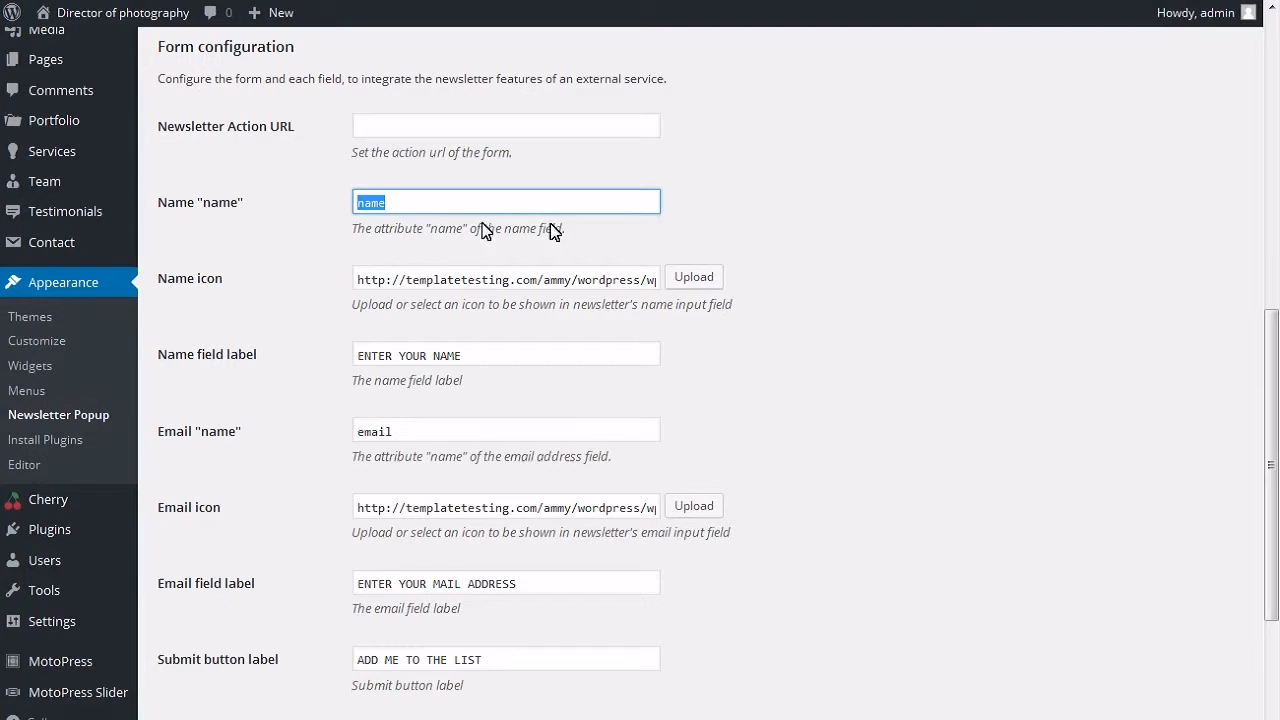 Director of photography
0
New
Howdy, admin
Media
Pages
Comments
Portfolio
Services
Team
Testimonials
Contact
Appearance
Themes
Customize
Widgets
Menus
Newsletter Popup
Install Plugins
Editor
Cherry
Plugins
Users
Tools
Settings
MotoPress
MotoPress Slider
Form configuration
Configure the form and each field, to integrate the newsletter features of an external service.
Newsletter Action URL
Set the action url of the form.
Name "name"
name
The attribute "name" of the name field.
Name icon
http://templatetesting.com/ammy/wordpress/wp
Upload
Upload or select an icon to be shown in newsletter's name input field
Name field label
ENTER YOUR NAME
The name field label
Email "name"
email
The attribute "name" of the email address field.
Email icon
http://templatetesting.com/ammy/wordpress/wp
Upload
Upload or select an icon to be shown in newsletter's email input field
Email field label
ENTER YOUR MAIL ADDRESS
The email field label
Submit button label
ADD ME TO THE LIST
Submit button label